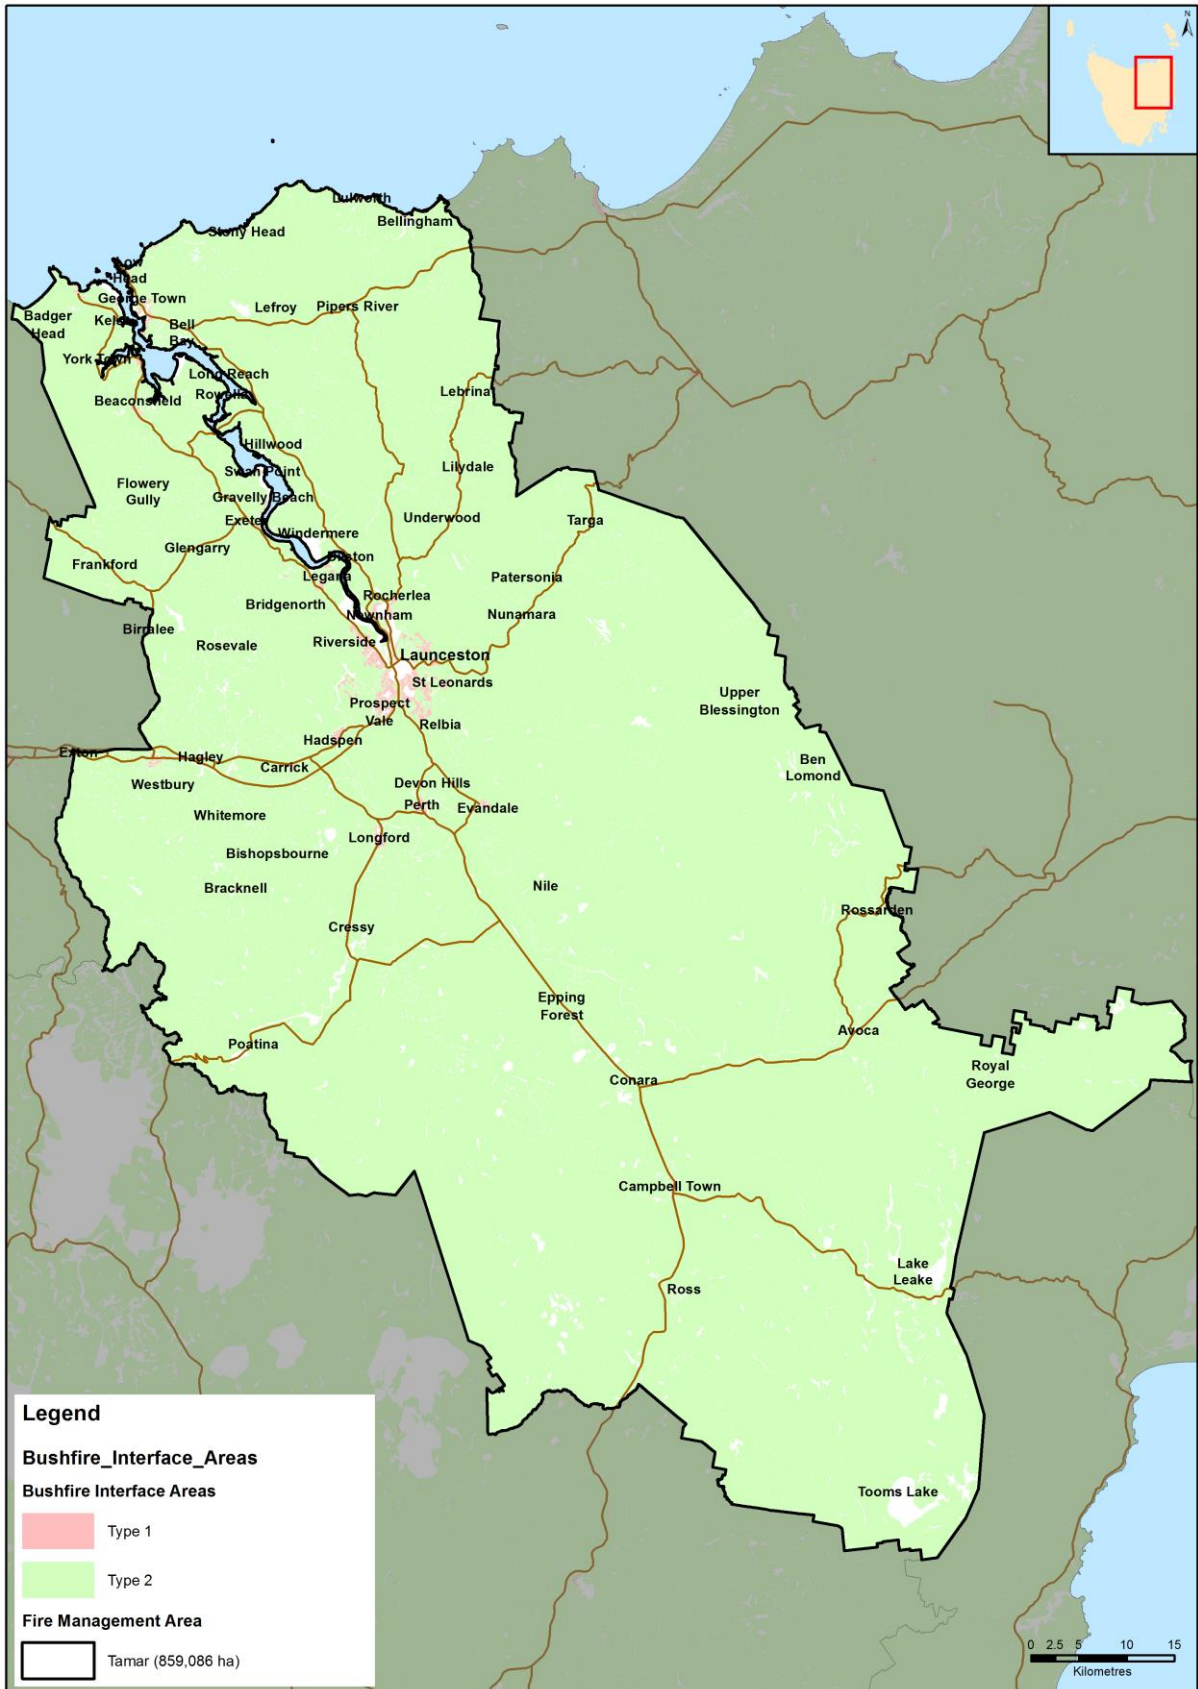 N
Lulworth
Bellingham
Stony Head
Low
Head
George Town
Lefroy
Pipers River
Badger
Head
Kelso
Bell
Bay
York Town
Long Reach
Rowella
Lebrina
Beaconsfield
Hillwood
Swan Point
Lilydale
Flowery
Gully
Gravelly Beach
Exeter
Underwood
Targa
Windermere
Glengarry
Dilston
Frankford
Legana
Patersonia
Rocherlea
Bridgenorth
Newnham
Nunamara
Birralee
Rosevale
Riverside
Launceston
St Leonards
Upper
Blessington
Prospect
Vale
Relbia
Hadspen
Exton
Hagley
Carrick
Ben
Lomond
Westbury
Devon Hills
Perth
Evandale
Whitemore
Longford
Bishopsbourne
Bracknell
Nile
Rossarden
Cressy
Epping
Forest
Avoca
Poatina
Royal
George
Conara
Campbell Town
Lake
Leake
Ross
Tooms Lake
Legend
Bushfire_Interface_Areas
Bushfire Interface Areas
Type 1
Type 2
Fire Management Area
Tamar (859,086 ha)
0 2.5 5 10 15
Kilometres